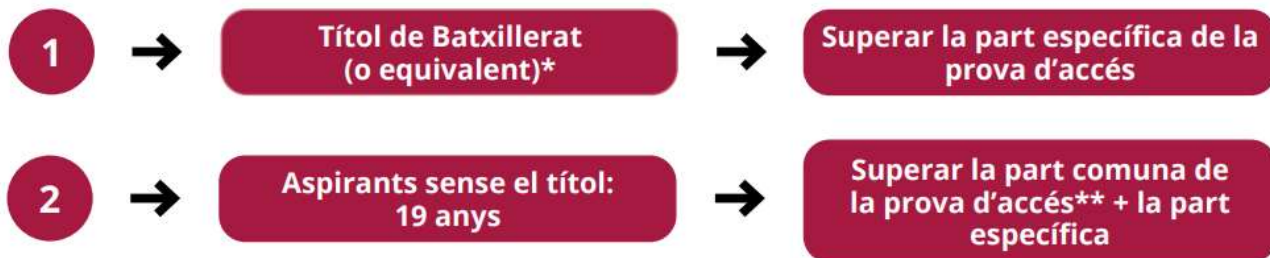 1
Títol de Batxillerat
(o equivalent)*
Superar la part específica de la
prova d'accés
2
Aspirants sense el títol:
19 anys
Superar la part comuna de
la prova d'accés** + la part
específica